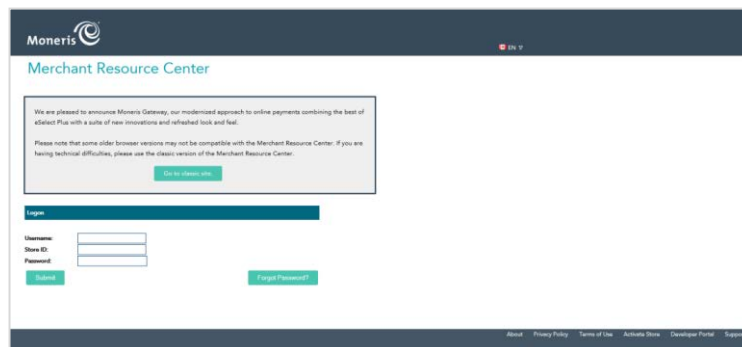 Moneris
EN
Merchant Resource Center
We are pleased to announce Moneris Gateway, our modernized approach to online payments combining the best of
eSelect Plus with a suite of new innovations and refreshed look and feel.
Please note that some older browser versions may not be compatible with the Merchant Resource Center. If you are
having technical difficulties, please use the classic version of the Merchant Resource Center.
Go to classic site
Logon
Username:
Store ID:
Password:
Submit Forgot Password?
About Privacy Policy Terms of Use Activate Store Developer Portal Suppo